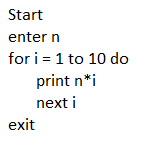 Start
enter n
for i = 1 to 10 do
print n*i
next i
exit